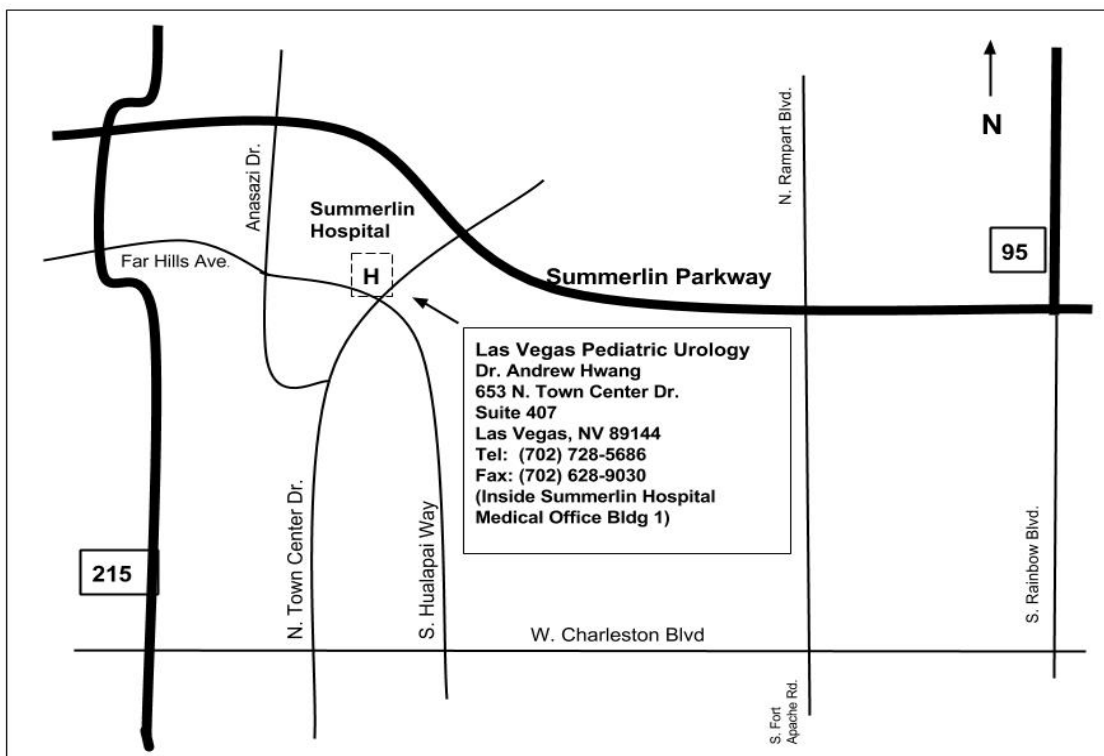 N
N. Rampart Blvd.
Anasazi Dr.
Summerlin
Hospital
Far Hills Ave.
H
Summerlin Parkway
95
Las Vegas Pediatric Urology
Dr. Andrew Hwang
653 N. Town Center Dr.
Suite 407
Las Vegas, NV 89144
Tel: (702) 728-5686
Fax: (702) 628-9030
(Inside Summerlin Hospital
Medical Office Bldg 1)
215
N. Town Center Dr.
S. Hualapai Way
S. Rainbow Blvd.
W. Charleston Blvd
S. Fort
Apache Rd.